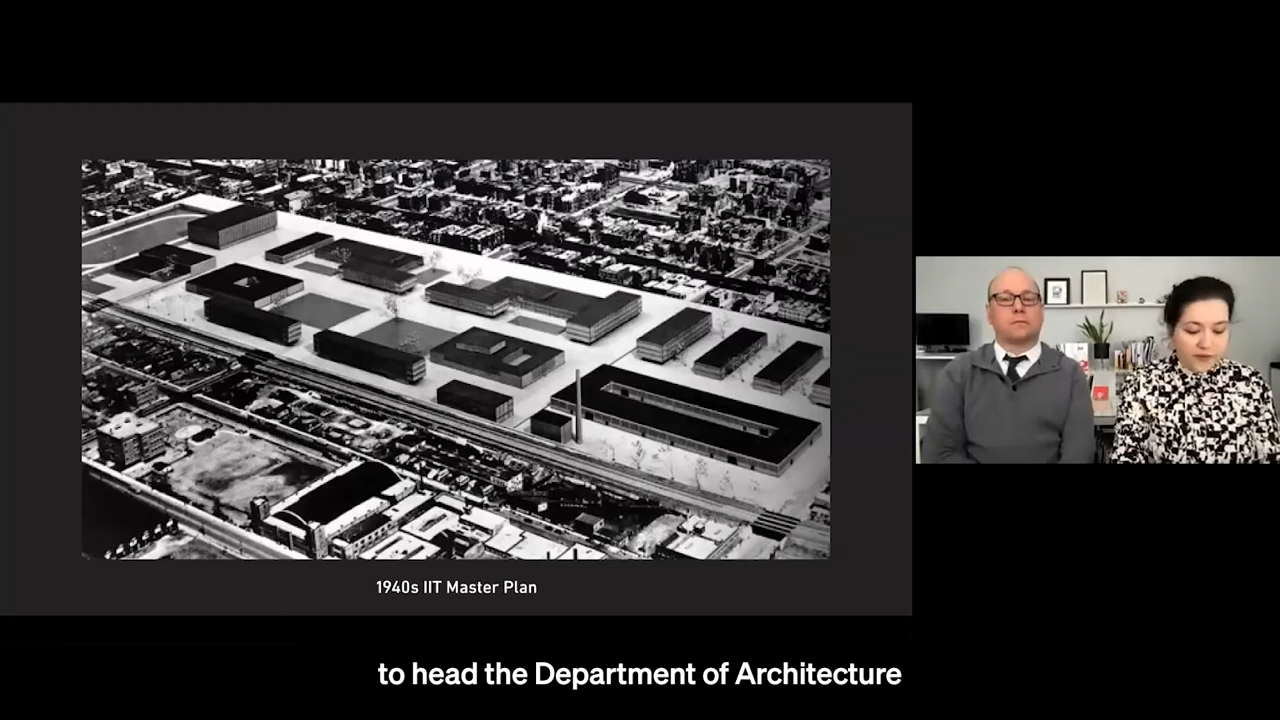 1940s IIT Master Plan
to head the Department of Architecture